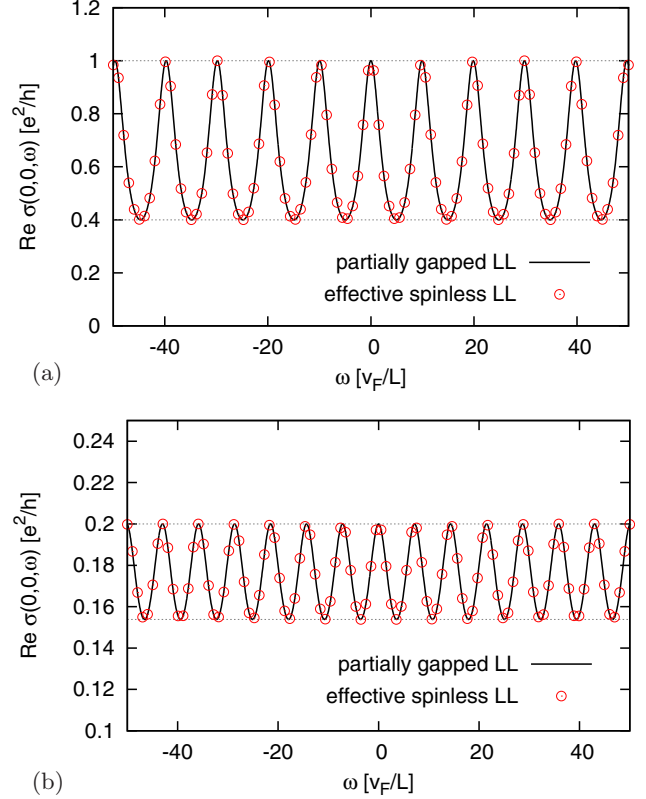 1.2
1
0.8
0.6
0.4
0.2
0
Re σ(0,0,ω) [e²/h]
partially gapped LL
effective spinless LL
-40 -20 0 20 40
ω [v_F/L]
(a)
0.24
0.22
0.2
0.18
0.16
0.14
0.12
0.1
Re σ(0,0,ω) [e²/h]
partially gapped LL
effective spinless LL
-40 -20 0 20 40
ω [v_F/L]
(b)